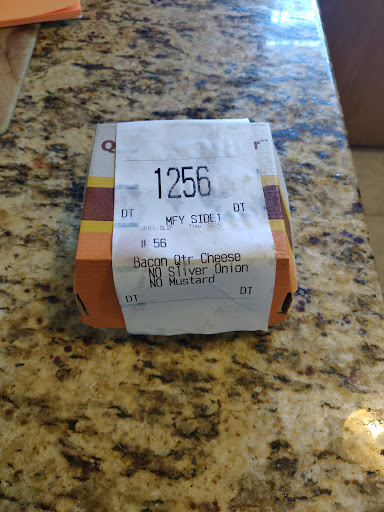 Q
1256
DT DT
MFY SIDE1
# 56
Bacon Qtr Cheese
NO Sliver Onion
NO Mustard
DT DT